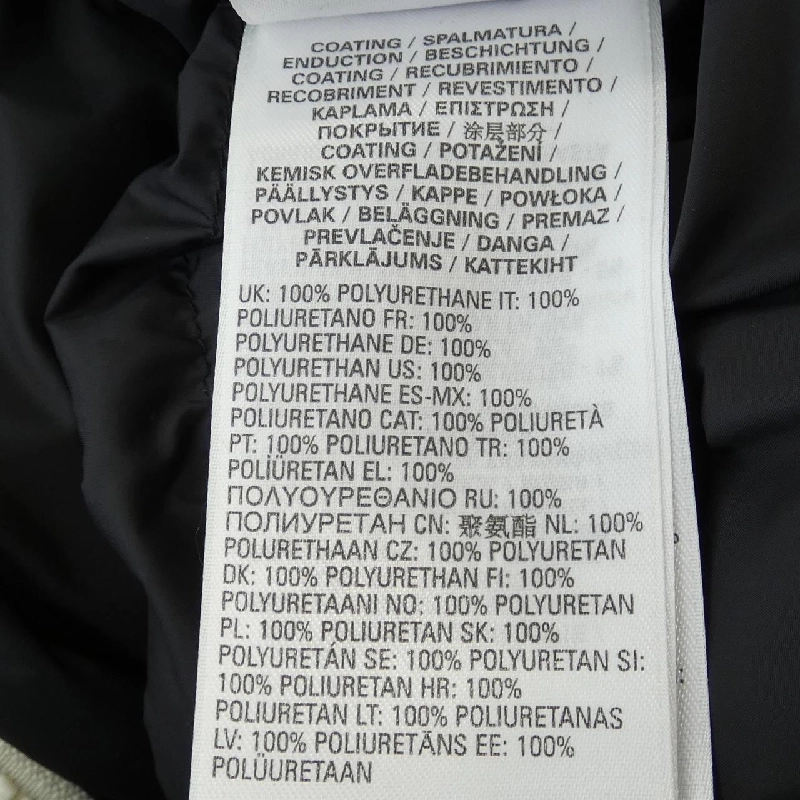 COATING / SPALMATURA /
ENDUCTION / BESCHICHTUNG /
COATING / RECUBRIMIENTO /
RECOBRIMENT / REVESTIMENTO /
KAPLAMA / ΕΠΙΣΤΡΩΣΗ /
ПОКРЫТИЕ / 涂层部分 /
COATING / POTAŽENÍ /
KEMISK OVERFLADEBEHANDLING /
PÄÄLLYSTYS / KAPPE / POWŁOKA /
POVLAK / BELÄGGNING / PREMAZ /
PREVLAČENJE / DANGA /
PĀRKLĀJUMS / KATTEKIHT
UK: 100% POLYURETHANE IT: 100%
POLIURETANO FR: 100%
POLYURETHANE DE: 100%
POLYURETHAN US: 100%
POLYURETHANE ES-MX: 100%
POLIURETANO CAT: 100% POLIURETÀ
PT: 100% POLIURETANO TR: 100%
POLİÜRETAN EL: 100%
ΠΟΛΥΟΥΡΕΘΑΝΙΟ RU: 100%
ПОЛИУРЕТАН CN: 聚氨酯 NL: 100%
POLURETHAAN CZ: 100% POLYURETAN
DK: 100% POLYURETHAN FI: 100%
POLYURETAANI NO: 100% POLYURETAN
PL: 100% POLIURETAN SK: 100%
POLYURETÁN SE: 100% POLYURETAN SI:
100% POLIURETAN HR: 100%
POLIURETAN LT: 100% POLIURETANAS
LV: 100% POLIURETĀNS EE: 100%
POLÜURETAAN